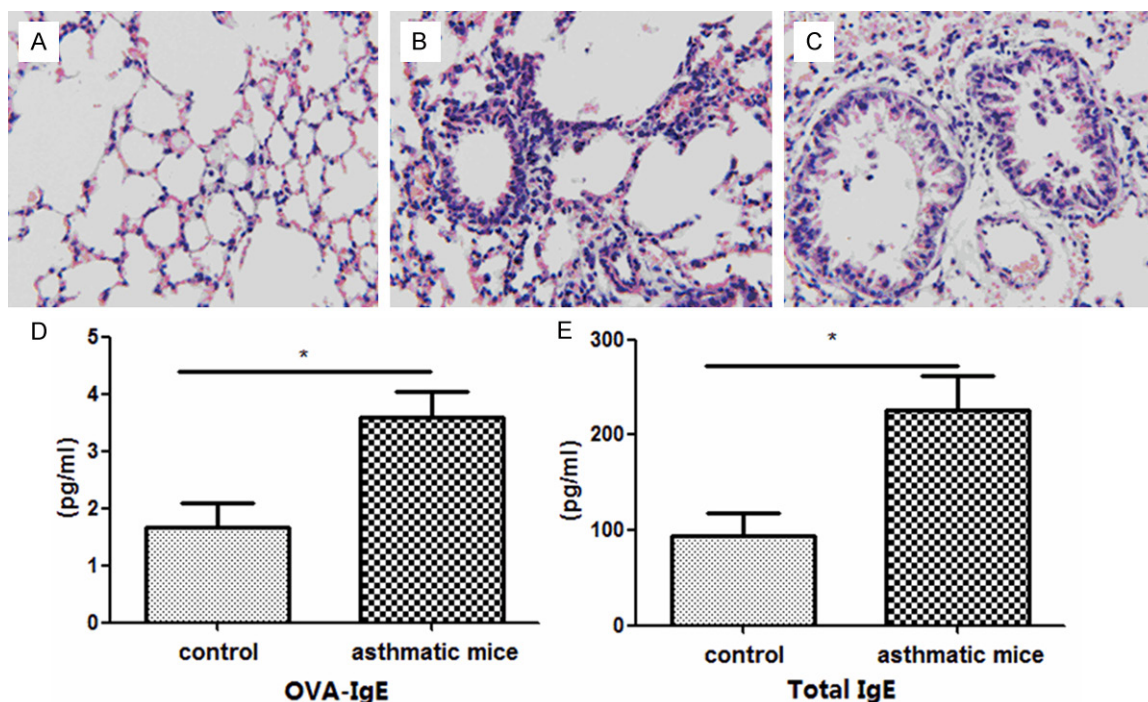 A
B
C
D
5
4
3
2
1
0
(pg/ml)
*
control
asthmatic mice
OVA-IgE
E
300
200
100
0
(pg/ml)
*
control
asthmatic mice
Total IgE